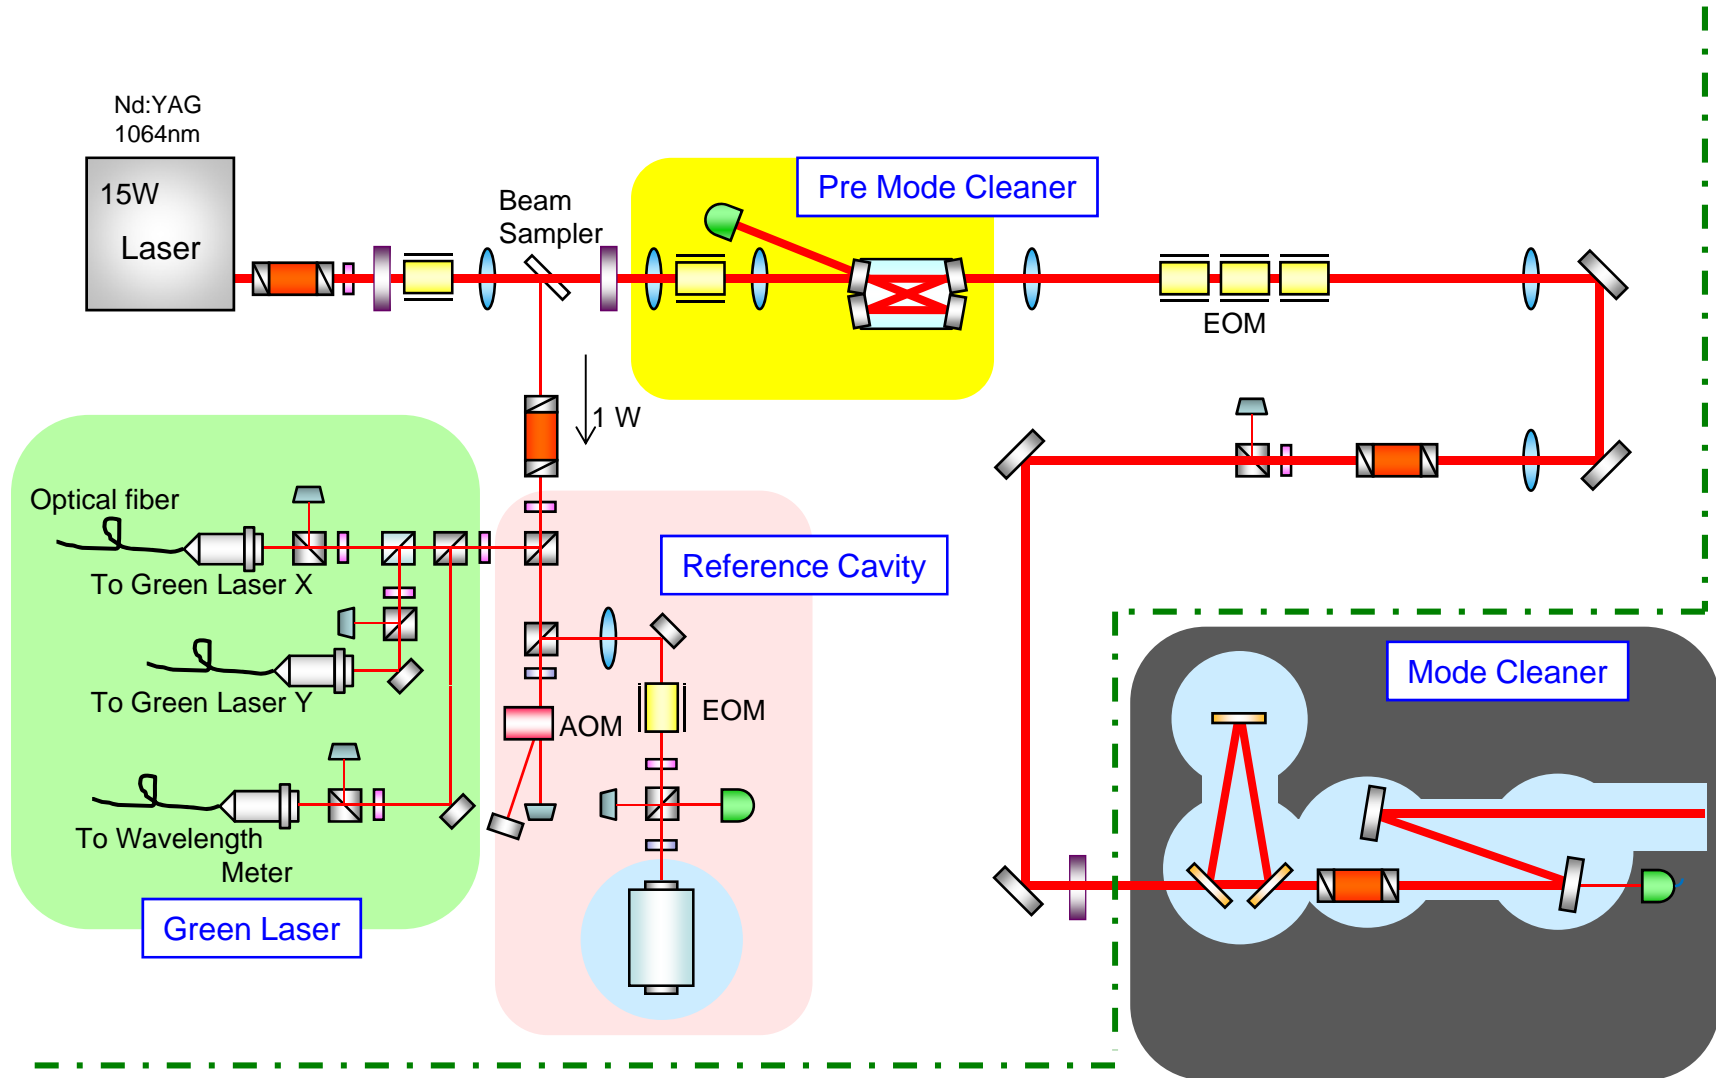 Nd:YAG
1064nm
15W
Laser
Beam
Sampler
Pre Mode Cleaner
EOM
1 W
Optical fiber
To Green Laser X
Reference Cavity
To Green Laser Y
AOM
EOM
Mode Cleaner
To Wavelength
Meter
Green Laser